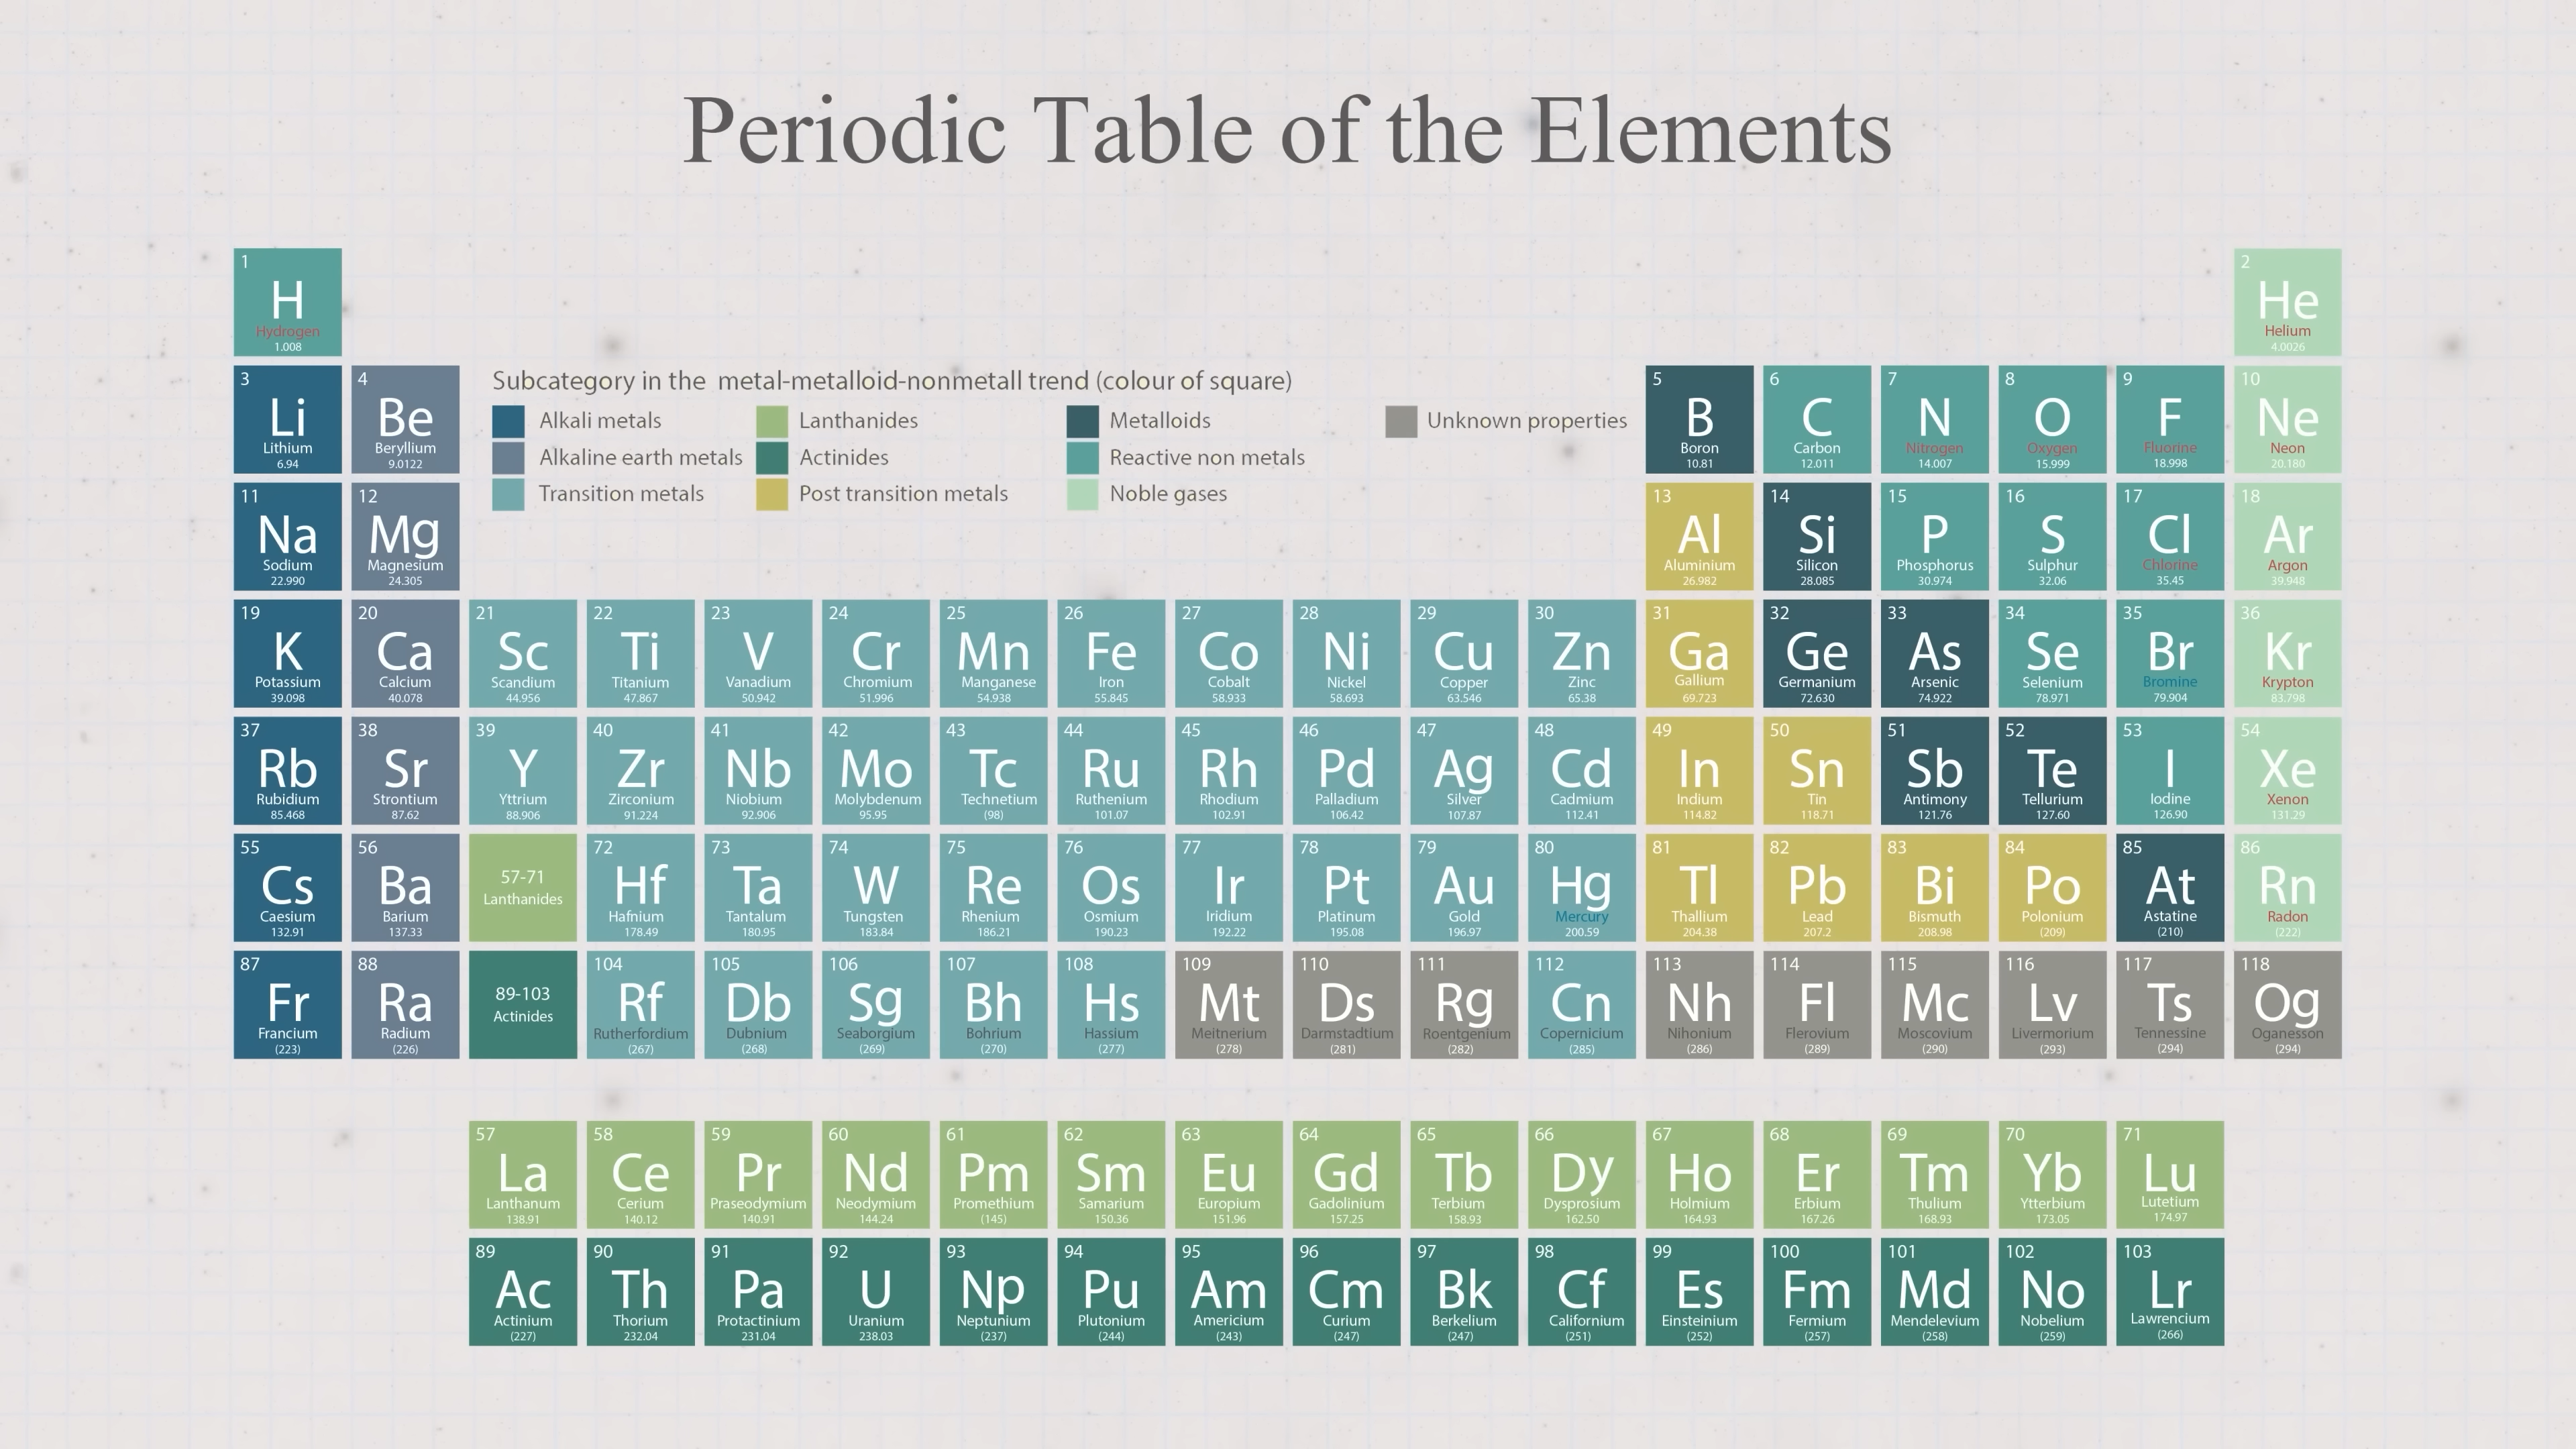 Periodic Table of the Elements
1 2
H He
Hydrogen Helium
1.008 4.0026
Subcategory in the metal-metalloid-nonmetall trend (colour of square)
Alkali metals Lanthanides Metalloids Unknown properties
Alkaline earth metals Actinides Reactive non metals
Transition metals Post transition metals Noble gases
3 4 5 6 7 8 9 10
Li Be B C N O F Ne
Lithium Beryllium Boron Carbon Nitrogen Oxygen Fluorine Neon
6.94 9.0122 10.81 12.011 14.007 15.999 18.998 20.180
11 12 13 14 15 16 17 18
Na Mg Al Si P S Cl Ar
Sodium Magnesium Aluminium Silicon Phosphorus Sulphur Chlorine Argon
22.990 24.305 26.982 28.085 30.974 32.06 35.45 39.948
19 20 21 22 23 24 25 26 27 28 29 30 31 32 33 34 35 36
K Ca Sc Ti V Cr Mn Fe Co Ni Cu Zn Ga Ge As Se Br Kr
Potassium Calcium Scandium Titanium Vanadium Chromium Manganese Iron Cobalt Nickel Copper Zinc Gallium Germanium Arsenic Selenium Bromine Krypton
39.098 40.078 44.956 47.867 50.942 51.996 54.938 55.845 58.933 58.693 63.546 65.38 69.723 72.630 74.922 78.971 79.904 83.798
37 38 39 40 41 42 43 44 45 46 47 48 49 50 51 52 53 54
Rb Sr Y Zr Nb Mo Tc Ru Rh Pd Ag Cd In Sn Sb Te I Xe
Rubidium Strontium Yttrium Zirconium Niobium Molybdenum Technetium Ruthenium Rhodium Palladium Silver Cadmium Indium Tin Antimony Tellurium Iodine Xenon
85.468 87.62 88.906 91.224 92.906 95.95 (98) 101.07 102.91 106.42 107.87 112.41 114.82 118.71 121.76 127.60 126.90 131.29
55 56 57-71 72 73 74 75 76 77 78 79 80 81 82 83 84 85 86
Cs Ba Lanthanides Hf Ta W Re Os Ir Pt Au Hg Tl Pb Bi Po At Rn
Caesium Barium Hafnium Tantalum Tungsten Rhenium Osmium Iridium Platinum Gold Mercury Thallium Lead Bismuth Polonium Astatine Radon
132.91 137.33 178.49 180.95 183.84 186.21 190.23 192.22 195.08 196.97 200.59 204.38 207.2 208.98 (209) (210) (222)
87 88 89-103 104 105 106 107 108 109 110 111 112 113 114 115 116 117 118
Fr Ra Actinides Rf Db Sg Bh Hs Mt Ds Rg Cn Nh Fl Mc Lv Ts Og
Francium Radium Rutherfordium Dubnium Seaborgium Bohrium Hassium Meitnerium Darmstadtium Roentgenium Copernicium Nihonium Flerovium Moscovium Livermorium Tennessine Oganesson
(223) (226) (267) (268) (269) (270) (277) (278) (281) (282) (285) (286) (289) (290) (293) (294) (294)
57 58 59 60 61 62 63 64 65 66 67 68 69 70 71
La Ce Pr Nd Pm Sm Eu Gd Tb Dy Ho Er Tm Yb Lu
Lanthanum Cerium Praseodymium Neodymium Promethium Samarium Europium Gadolinium Terbium Dysprosium Holmium Erbium Thulium Ytterbium Lutetium
138.91 140.12 140.91 144.24 (145) 150.36 151.96 157.25 158.93 162.50 164.93 167.26 168.93 173.05 174.97
89 90 91 92 93 94 95 96 97 98 99 100 101 102 103
Ac Th Pa U Np Pu Am Cm Bk Cf Es Fm Md No Lr
Actinium Thorium Protactinium Uranium Neptunium Plutonium Americium Curium Berkelium Californium Einsteinium Fermium Mendelevium Nobelium Lawrencium
(227) 232.04 231.04 238.03 (237) (244) (243) (247) (247) (251) (252) (257) (258) (259) (266)